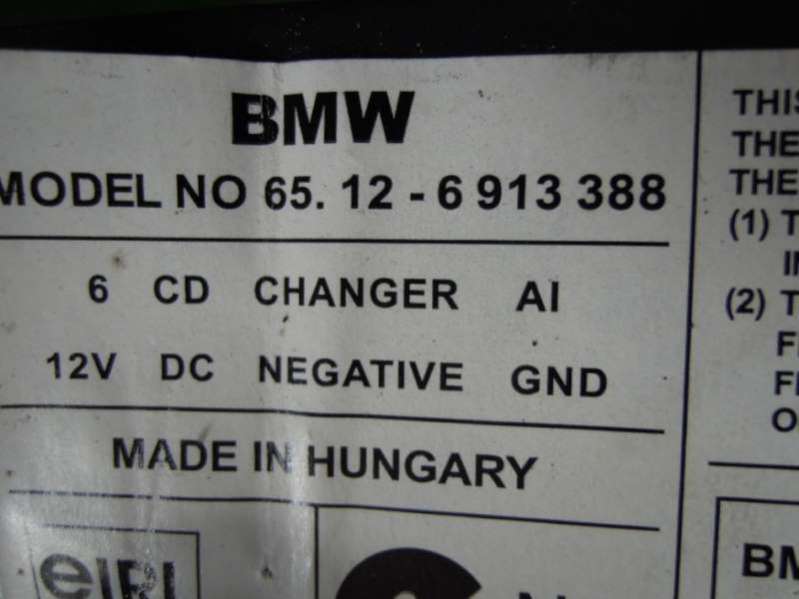 BMW
MODEL NO 65. 12 - 6 913 388
6 CD CHANGER AI
12V DC NEGATIVE GND
MADE IN HUNGARY
THIS
THE
THE
(1) T
(2) T
BM